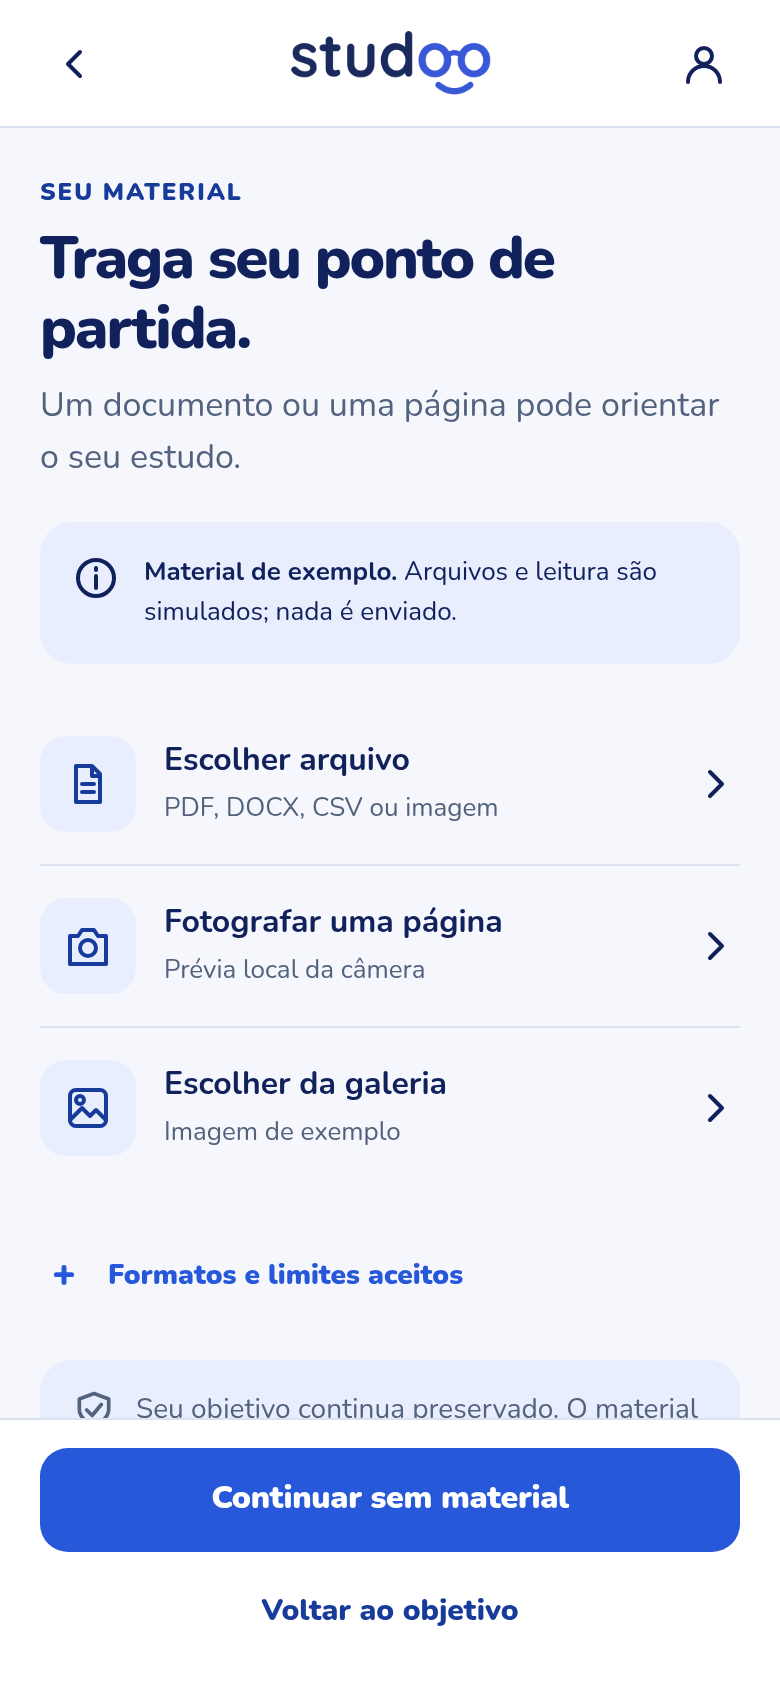 studoo
SEU MATERIAL
Traga seu ponto de
partida.
Um documento ou uma página pode orientar
o seu estudo.
Material de exemplo. Arquivos e leitura são
simulados; nada é enviado.
Escolher arquivo
PDF, DOCX, CSV ou imagem
Fotografar uma página
Prévia local da câmera
Escolher da galeria
Imagem de exemplo
+ Formatos e limites aceitos
Seu objetivo continua preservado. O material
Continuar sem material
Voltar ao objetivo